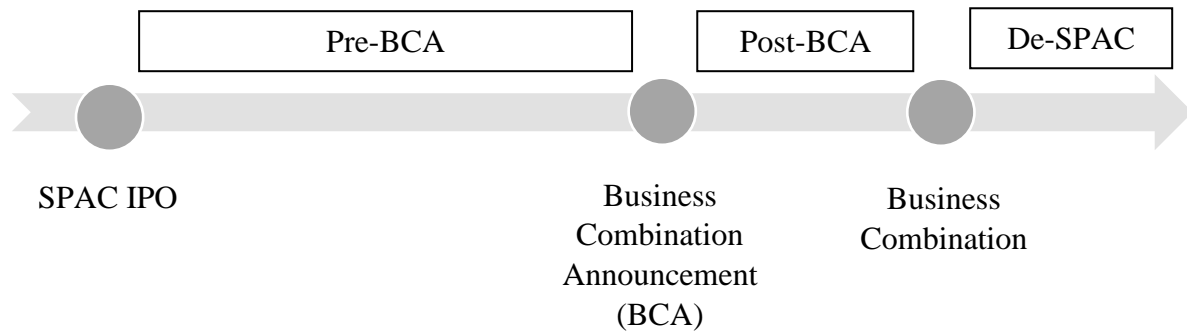 Pre-BCA
Post-BCA
De-SPAC
SPAC IPO
Business
Combination
Announcement
(BCA)
Business
Combination